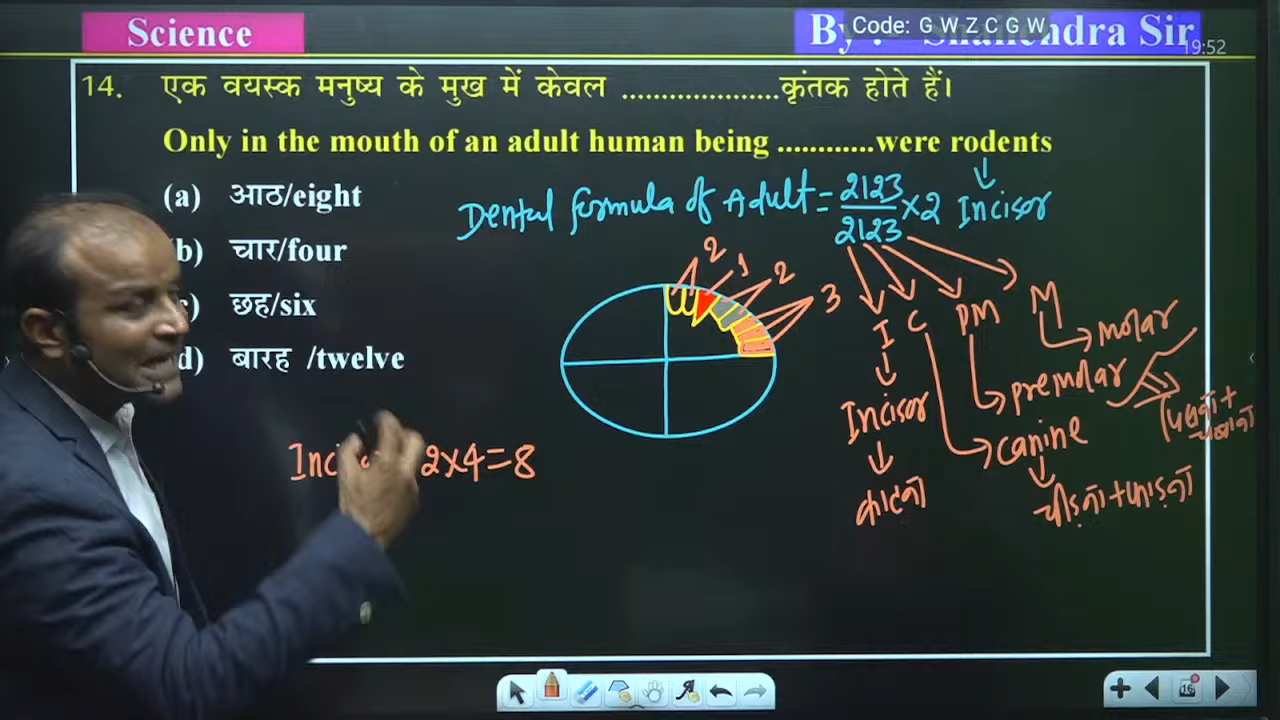 Science
By :- Shailendra Sir
Code: G W Z C G W
19:52
14. एक वयस्क मनुष्य के मुख में केवल ....................कृंतक होते हैं।
Only in the mouth of an adult human being ............were rodents
(a) आठ/eight
b) चार/four
) छह/six
d) बारह /twelve
Dental formula of Adult = 2123/2123 × 2 Incisor
2
1
2
3
I C PM M
molar
premolar
canine
Incisor
काटना
चीड़ना+फाड़ना
2×4=8
16